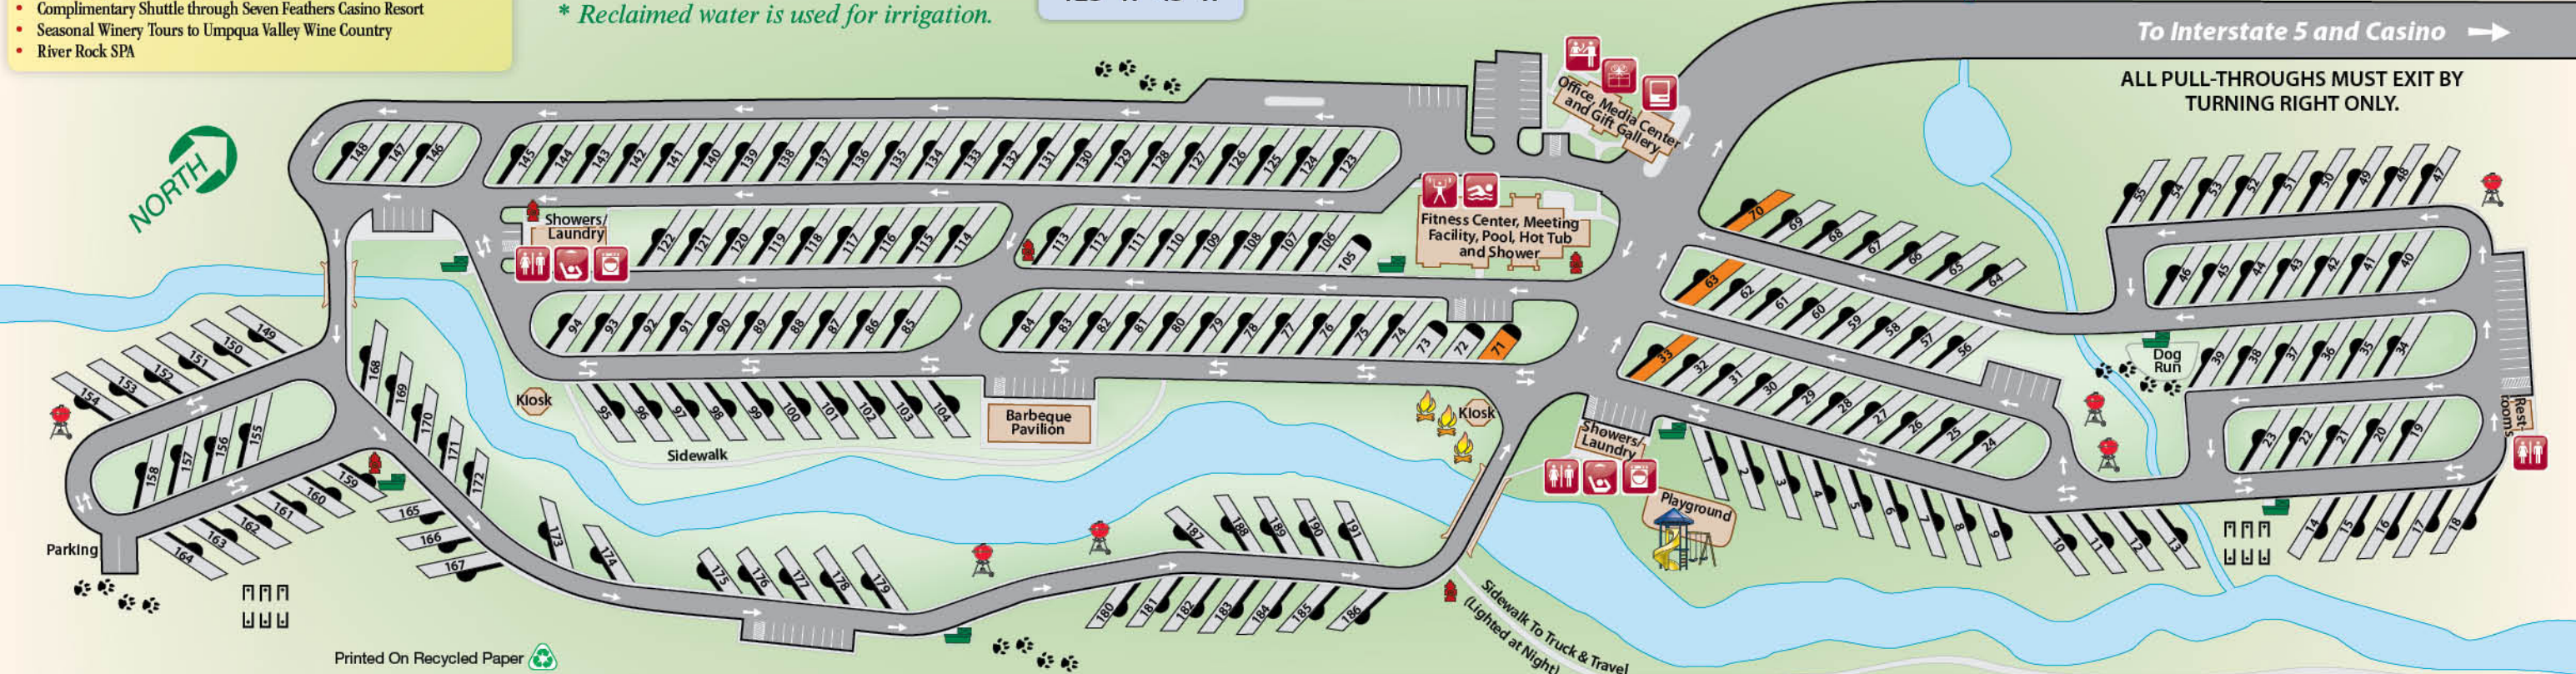 • Complimentary Shuttle through Seven Feathers Casino Resort
• Seasonal Winery Tours to Umpqua Valley Wine Country
• River Rock SPA
* Reclaimed water is used for irrigation.
To Interstate 5 and Casino
ALL PULL-THROUGHS MUST EXIT BY
TURNING RIGHT ONLY.
NORTH
Office, Media Center
and Gift Gallery
148 147 146
145 144 143 142 141 140 139 138 137 136 135 134 133 132 131 130 129 128 127 126 125 124 123
Showers/
Laundry
122 121 120 119 118 117 116 115 114
113 112 111 110 109 108 107 106 105
Fitness Center, Meeting
Facility, Pool, Hot Tub
and Shower
70 69 68 67 66 65 64
55 54 53 52 51 50 49 48 47
46 45 44 43 42 41 40
63 62 61 60 59 58 57 56
94 93 92 91 90 89 88 87 86 85
84 83 82 81 80 79 78 77 76 75 74 73 72 71
33 32 31 30 29 28 27 26 25 24
Dog
Run
39 38 37 36 35 34
23 22 21 20 19
Rest-
rooms
154 153 152 151 150 149
168 169 170 171 172
Kiosk
95 96 97 98 99 100 101 102 103 104
Barbeque
Pavilion
Sidewalk
Kiosk
Showers/
Laundry
1 2 3 4 5 6 7 8 9 10 11 12 13
14 15 16 17 18
Playground
158 157 156 155
159 160 161 162 163 164
165 166 167
Parking
173 174 175 176 177 178 179
187 188 189 190 191
180 181 182 183 184 185 186
Sidewalk To Truck & Travel
(Lighted at Night)
Printed On Recycled Paper